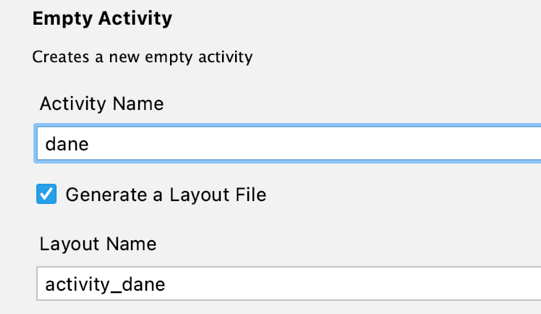 Empty Activity
Creates a new empty activity
Activity Name
dane
Generate a Layout File
Layout Name
activity_dane